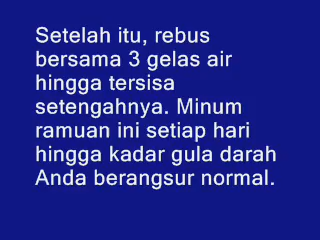 Setelah itu, rebus
bersama 3 gelas air
hingga tersisa
setengahnya. Minum
ramuan ini setiap hari
hingga kadar gula darah
Anda berangsur normal.